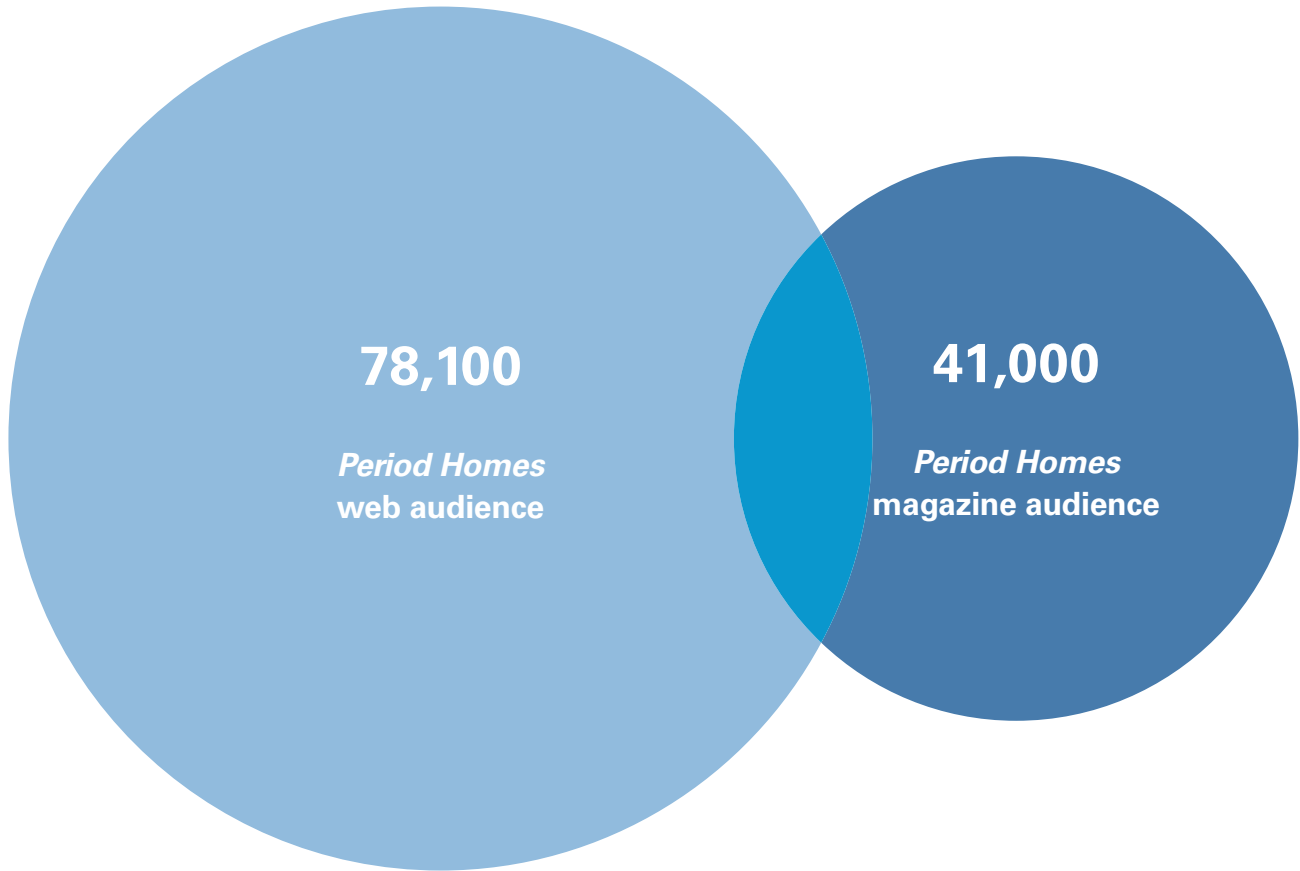 78,100
Period Homes
web audience
41,000
Period Homes
magazine audience